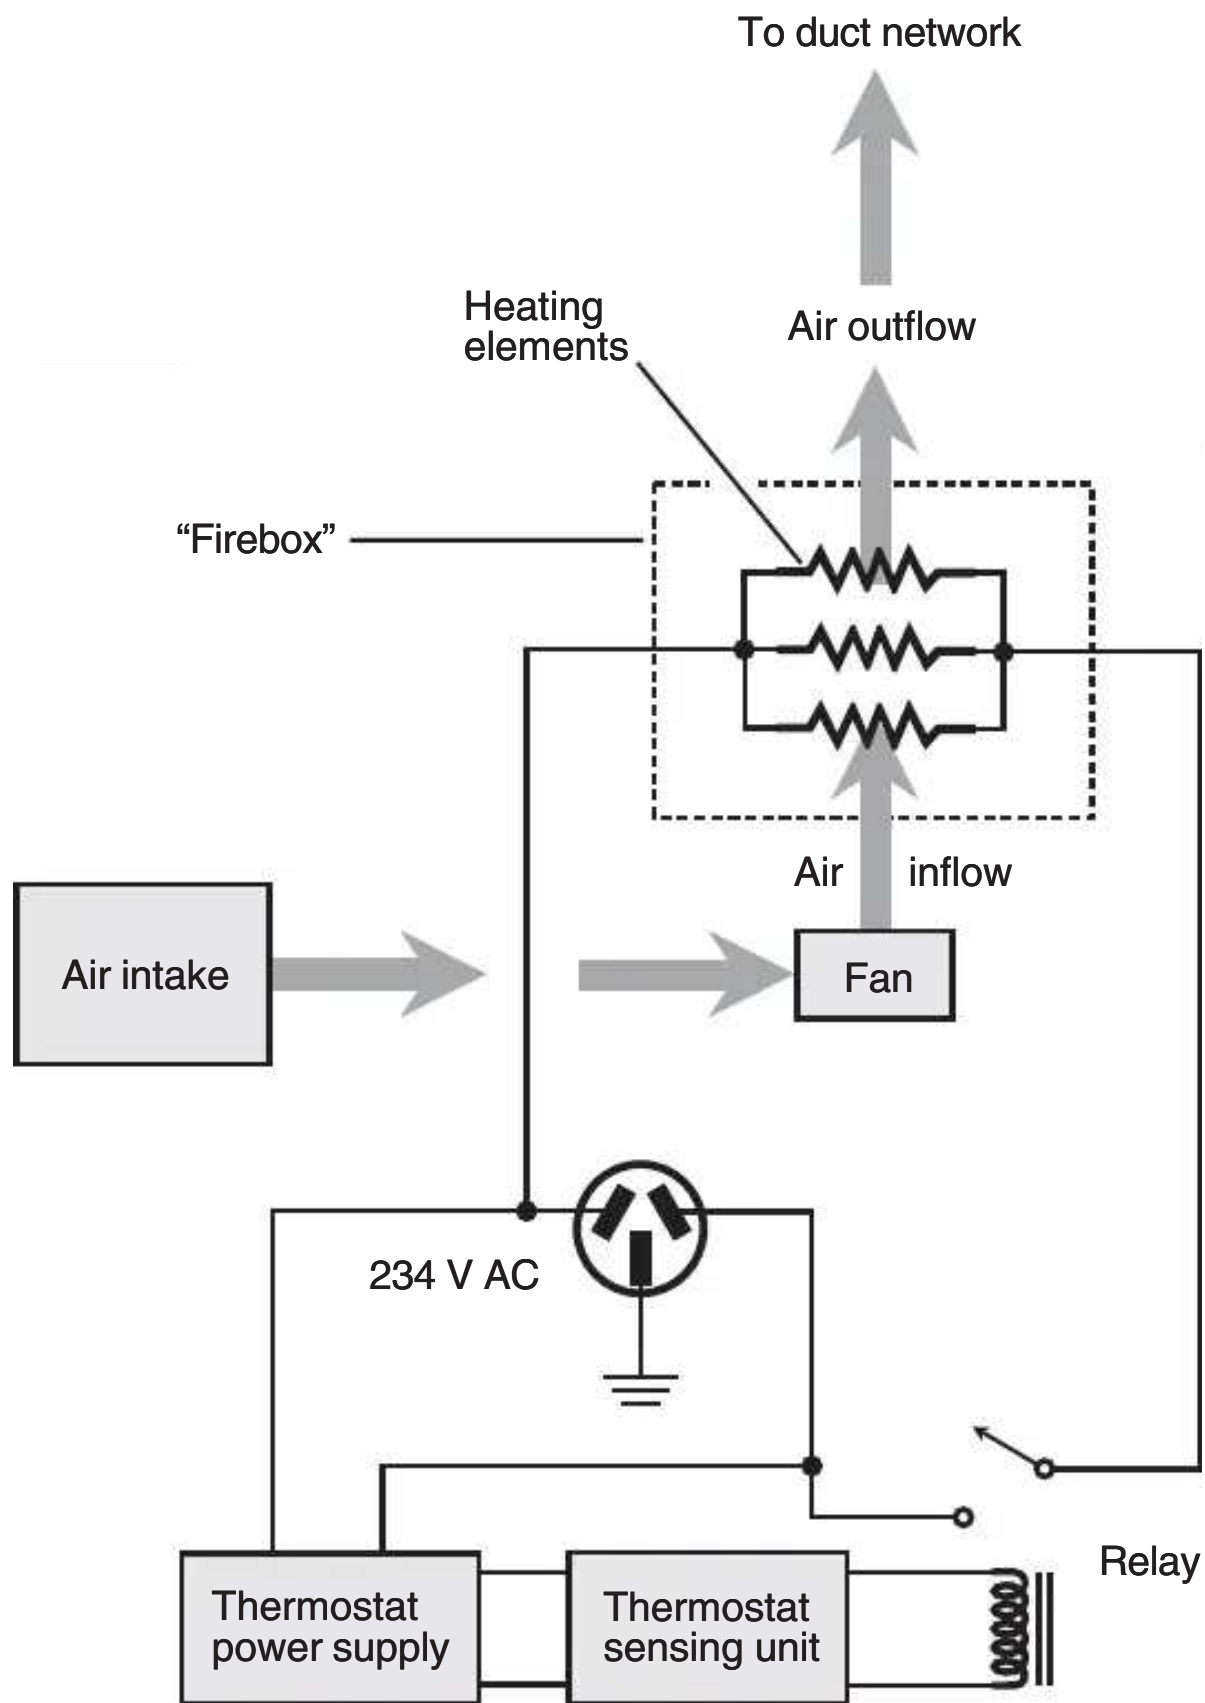 To duct network
Heating
elements
Air outflow
“Firebox”
Air inflow
Air intake
Fan
234 V AC
Relay
Thermostat
power supply
Thermostat
sensing unit